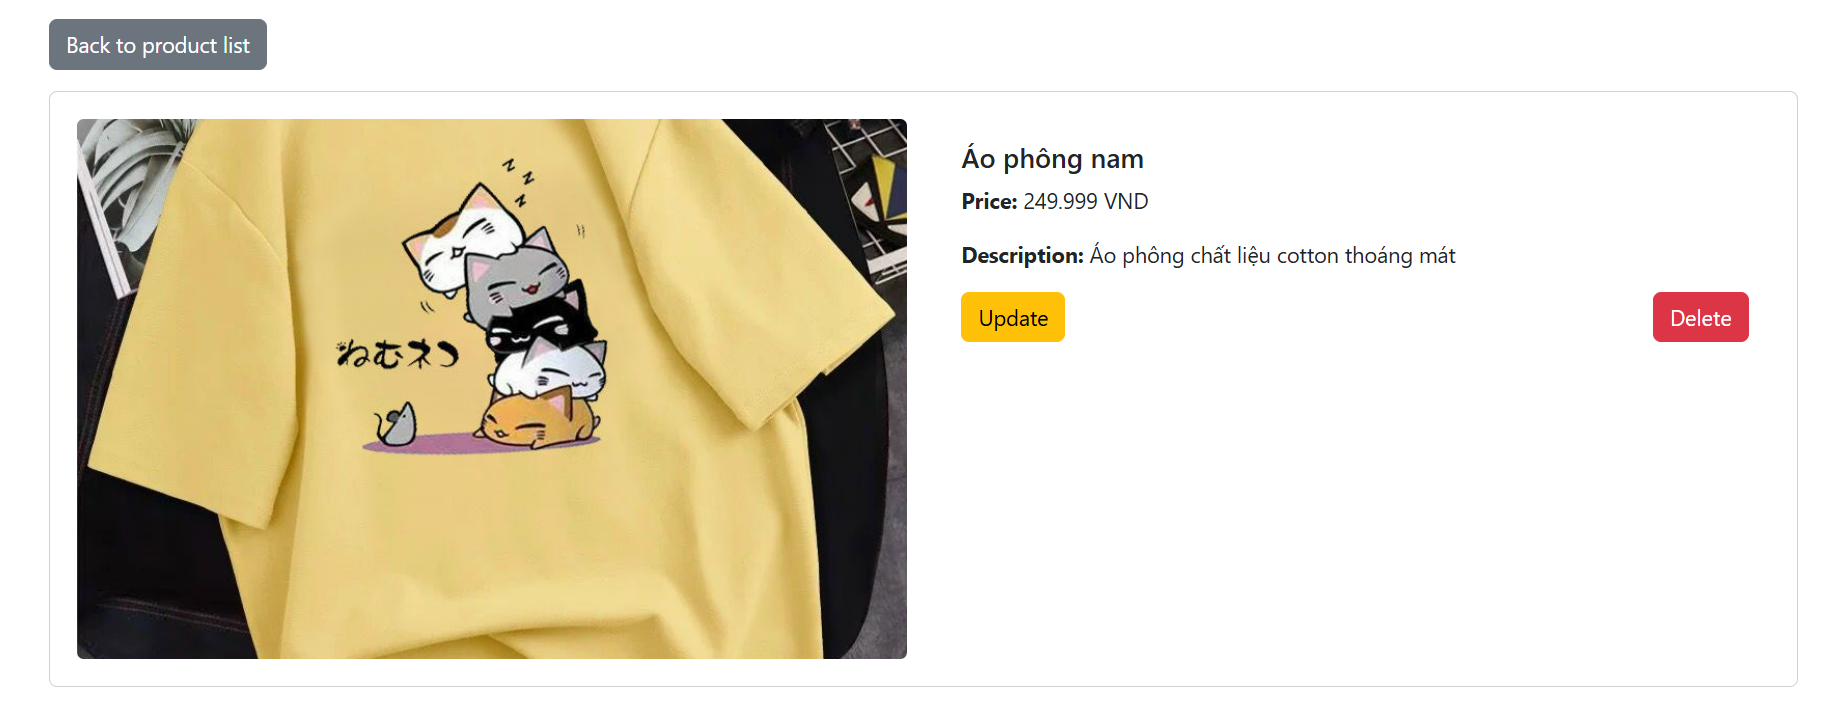 Back to product list
Áo phông nam
Price: 249.999 VND
Description: Áo phông chất liệu cotton thoáng mát
Update
Delete
z
z
z
ねむネコ